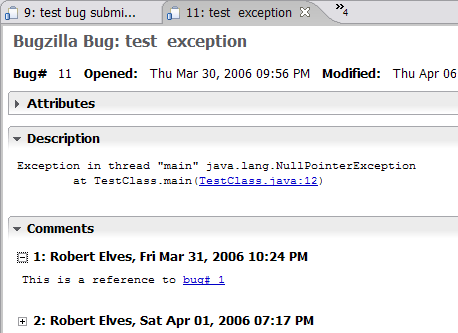 9: test bug submi...
11: test exception
4
Bugzilla Bug: test exception
Bug# 11 Opened: Thu Mar 30, 2006 09:56 PM Modified: Thu Apr 06
Attributes
Description
Exception in thread "main" java.lang.NullPointerException
at TestClass.main(TestClass.java:12)
Comments
1: Robert Elves, Fri Mar 31, 2006 10:24 PM
This is a reference to bug# 1
2: Robert Elves, Sat Apr 01, 2006 07:17 PM